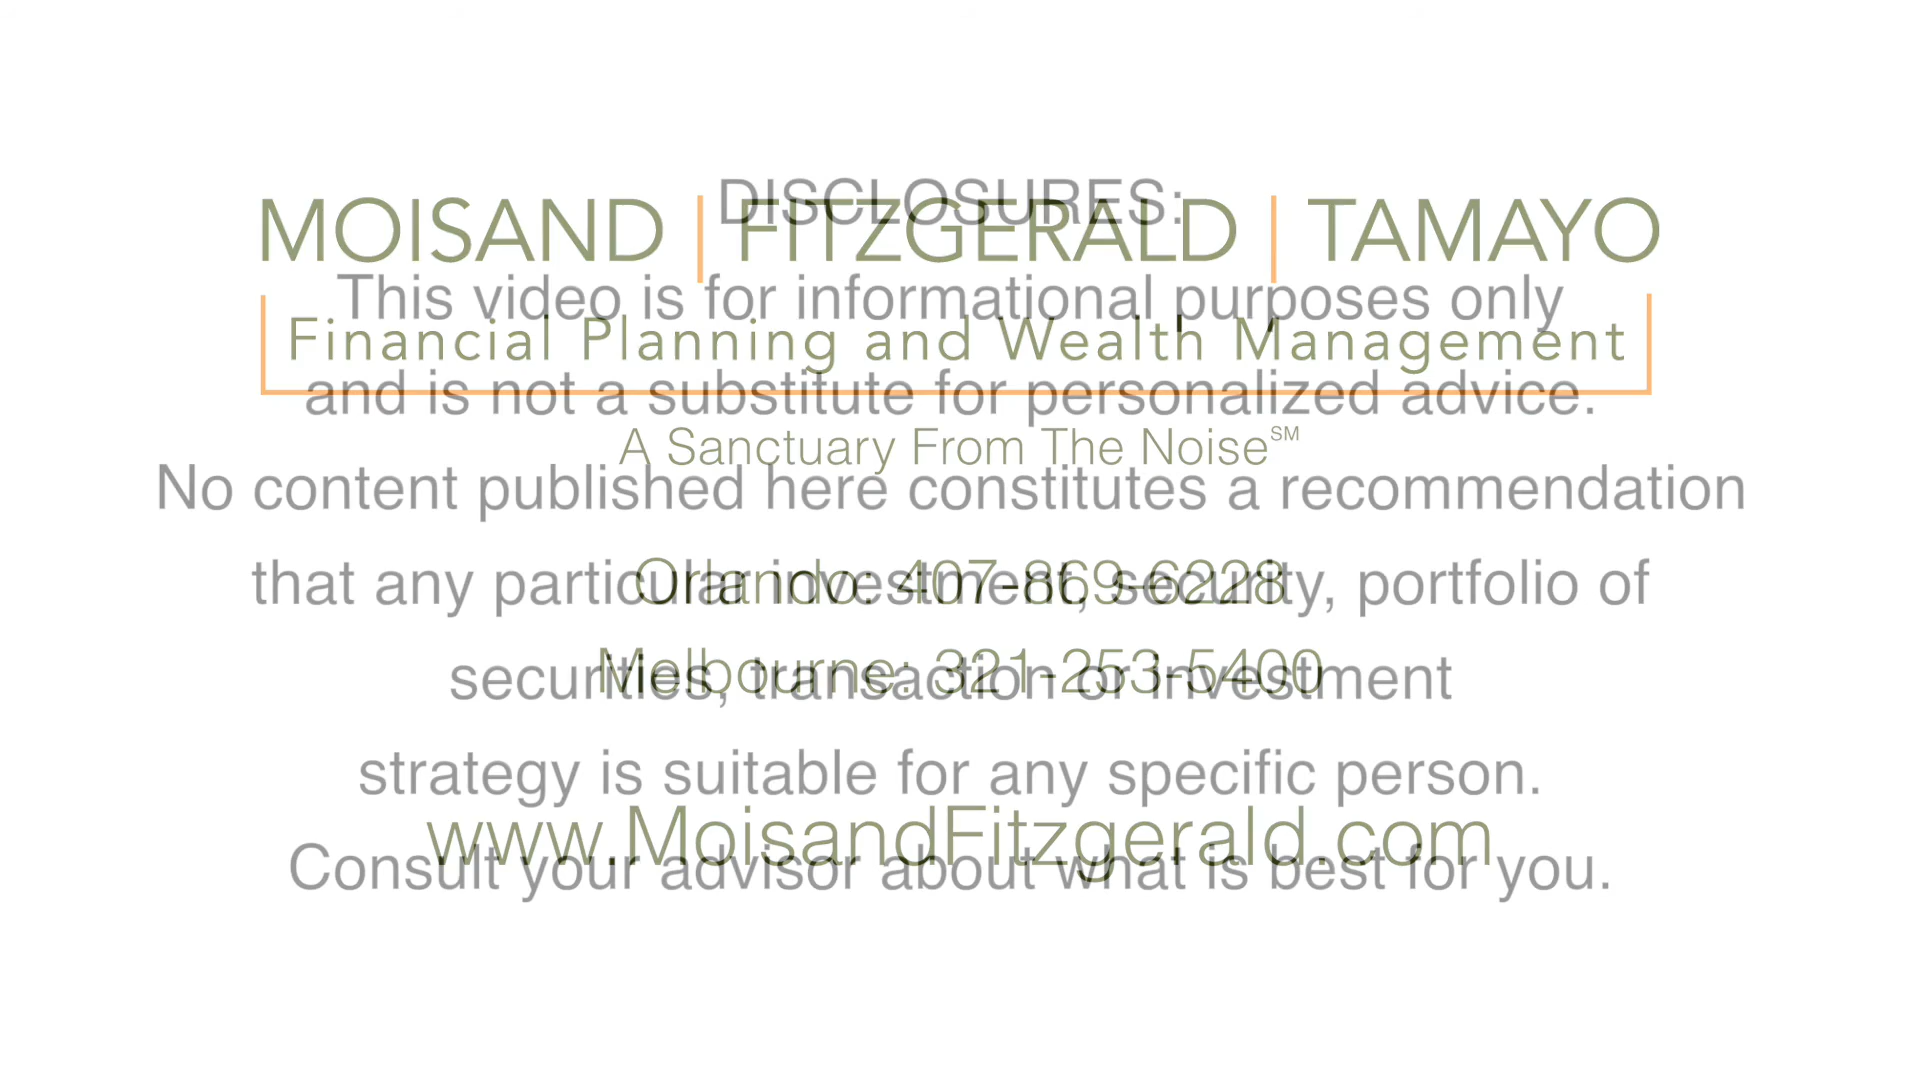 DISCLOSURES:
MOISAND | FITZGERALD | TAMAYO
This video is for informational purposes only
Financial Planning and Wealth Management
and is not a substitute for personalized advice.
A Sanctuary From The Noise℠
No content published here constitutes a recommendation
that any particular investment, security, portfolio of
Orlando: 407-869-6228
securities, transaction or investment
Melbourne: 321-253-5400
strategy is suitable for any specific person.
www.MoisandFitzgerald.com
Consult your advisor about what is best for you.